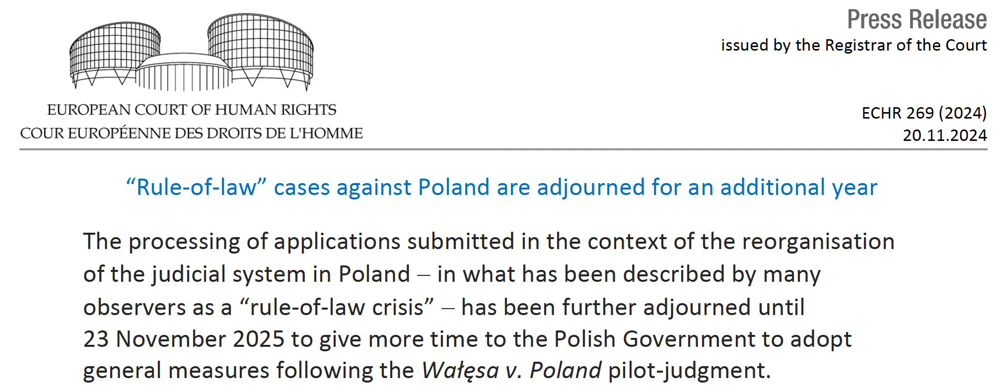 Press Release
issued by the Registrar of the Court
EUROPEAN COURT OF HUMAN RIGHTS
COUR EUROPÉENNE DES DROITS DE L'HOMME
ECHR 269 (2024)
20.11.2024
“Rule-of-law” cases against Poland are adjourned for an additional year
The processing of applications submitted in the context of the reorganisation
of the judicial system in Poland – in what has been described by many
observers as a “rule-of-law crisis” – has been further adjourned until
23 November 2025 to give more time to the Polish Government to adopt
general measures following the Wałęsa v. Poland pilot-judgment.